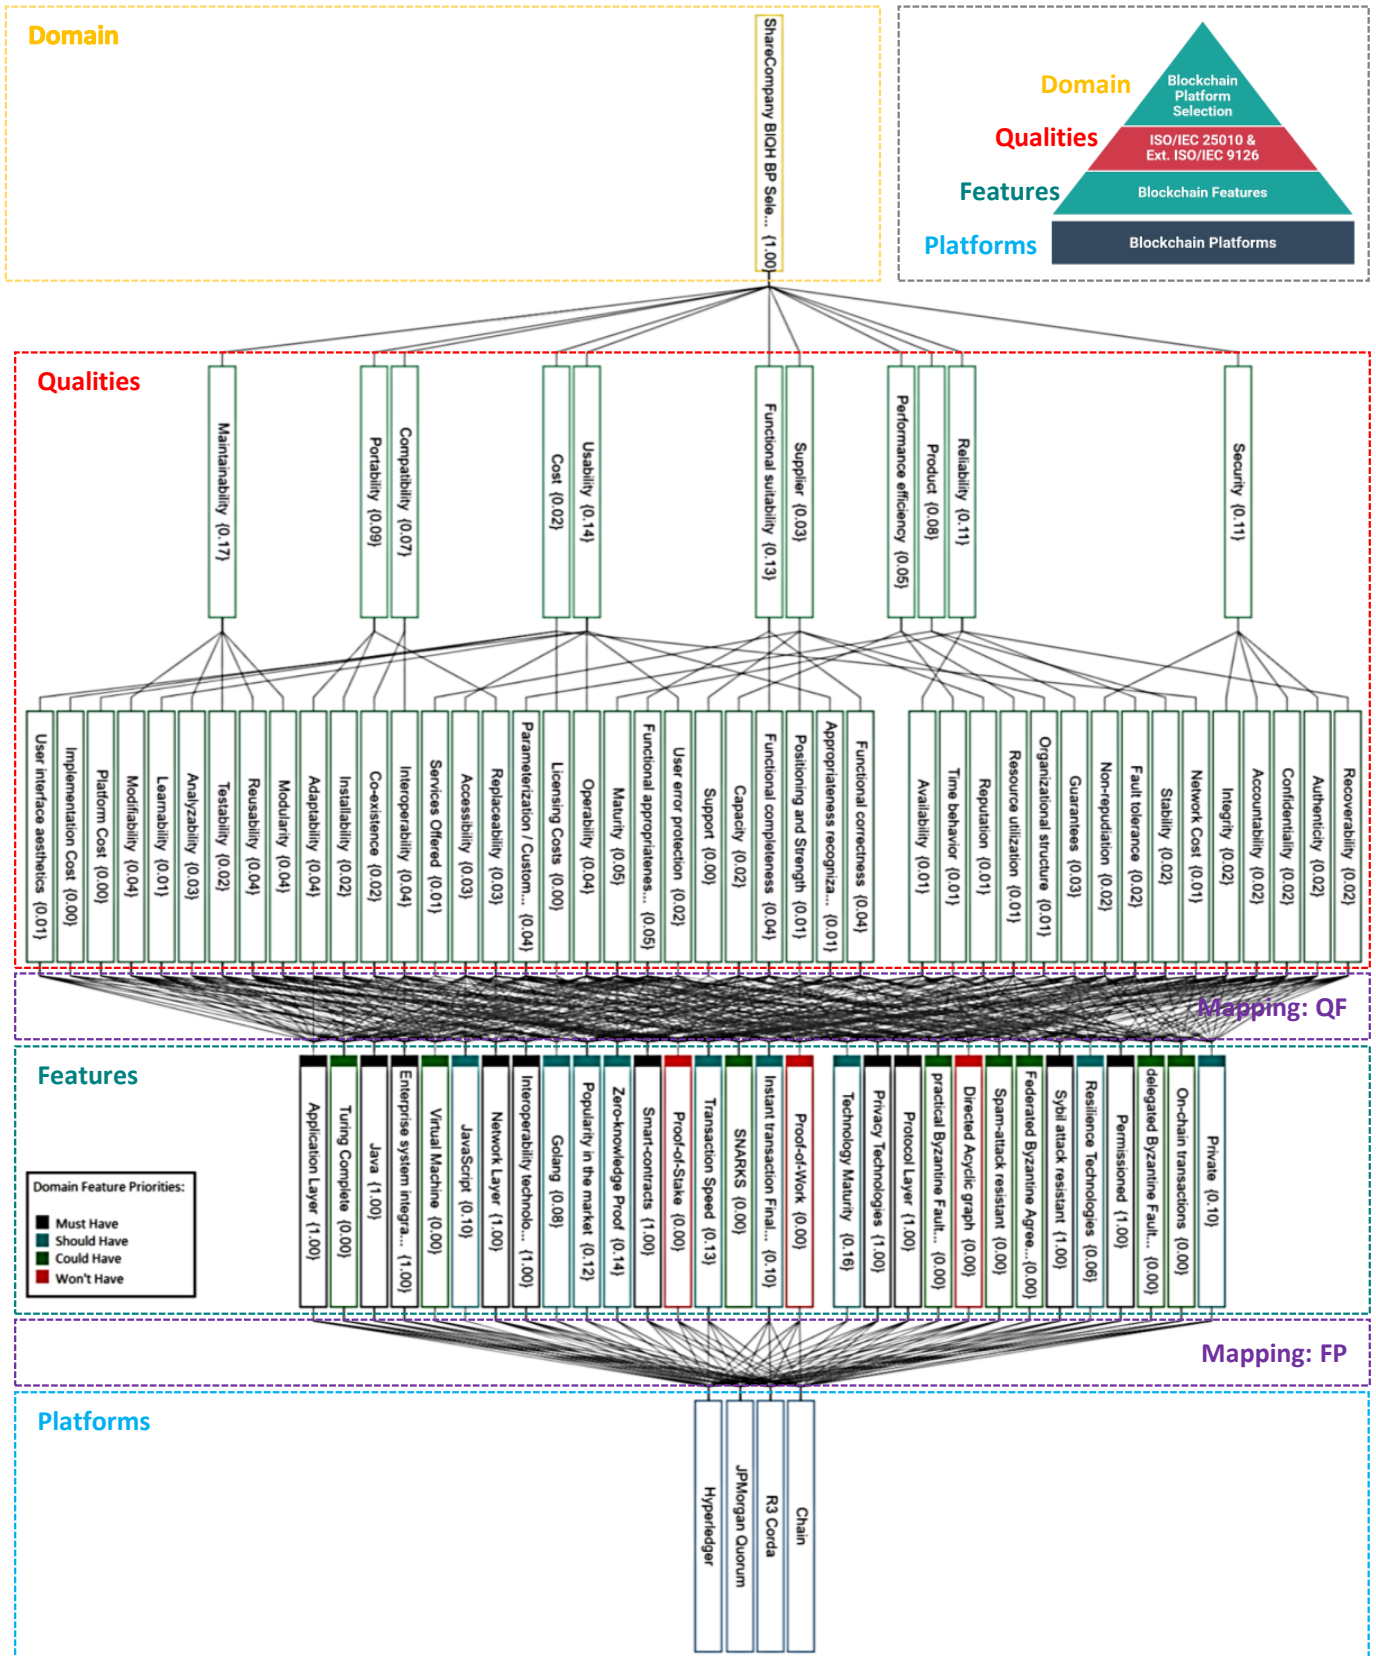 Domain
ShareCompany BIQH BP Sele... {1.00}
Blockchain
Platform
Selection
ISO/IEC 25010 &
Ext. ISO/IEC 9126
Blockchain Features
Blockchain Platforms
Domain
Qualities
Features
Platforms
Qualities
Maintainability {0.17}
Portability {0.09}
Compatibility {0.07}
Cost {0.02}
Usability {0.14}
Functional suitability {0.13}
Supplier {0.03}
Performance efficiency {0.05}
Product {0.08}
Reliability {0.11}
Security {0.11}
User interface aesthetics {0.01}
Implementation Cost {0.00}
Platform Cost {0.00}
Modifiability {0.04}
Learnability {0.01}
Analyzability {0.03}
Testability {0.02}
Reusability {0.04}
Modularity {0.04}
Adaptability {0.04}
Installability {0.02}
Co-existence {0.02}
Interoperability {0.04}
Services Offered {0.01}
Accessibility {0.03}
Replaceability {0.03}
Parameterization / Custom... {0.04}
Licensing Costs {0.00}
Operability {0.04}
Maturity {0.05}
Functional appropriatenes... {0.05}
User error protection {0.02}
Support {0.00}
Capacity {0.02}
Functional completeness {0.04}
Positioning and Strength {0.01}
Appropriateness recogniza... {0.01}
Functional correctness {0.04}
Availability {0.01}
Time behavior {0.01}
Reputation {0.01}
Resource utilization {0.01}
Organizational structure {0.01}
Guarantees {0.03}
Non-repudiation {0.02}
Fault tolerance {0.02}
Stability {0.02}
Network Cost {0.01}
Integrity {0.02}
Accountability {0.02}
Confidentiality {0.02}
Authenticity {0.02}
Recoverability {0.02}
Mapping: QF
Features
Domain Feature Priorities:
Must Have
Should Have
Could Have
Won't Have
Application Layer {1.00}
Turing Complete {0.00}
Java {1.00}
Enterprise system integra... {1.00}
Virtual Machine {0.00}
JavaScript {0.10}
Network Layer {1.00}
Interoperability technolo... {1.00}
Golang {0.08}
Popularity in the market {0.12}
Zero-knowledge Proof {0.14}
Smart-contracts {1.00}
Proof-of-Stake {0.00}
Transaction Speed {0.13}
SNARKS {0.00}
Instant transaction Final... {0.10}
Proof-of-Work {0.00}
Technology Maturity {0.16}
Privacy Technologies {1.00}
Protocol Layer {1.00}
practical Byzantine Fault... {0.00}
Directed Acyclic graph {0.00}
Spam-attack resistant {0.00}
Federated Byzantine Agree...{0.00}
Sybil attack resistant {1.00}
Resilience Technologies {0.06}
Permissioned {1.00}
delegated Byzantine Fault... {0.00}
On-chain transactions {0.00}
Private {0.10}
Mapping: FP
Platforms
Hyperledger
JPMorgan Quorum
R3 Corda
Chain